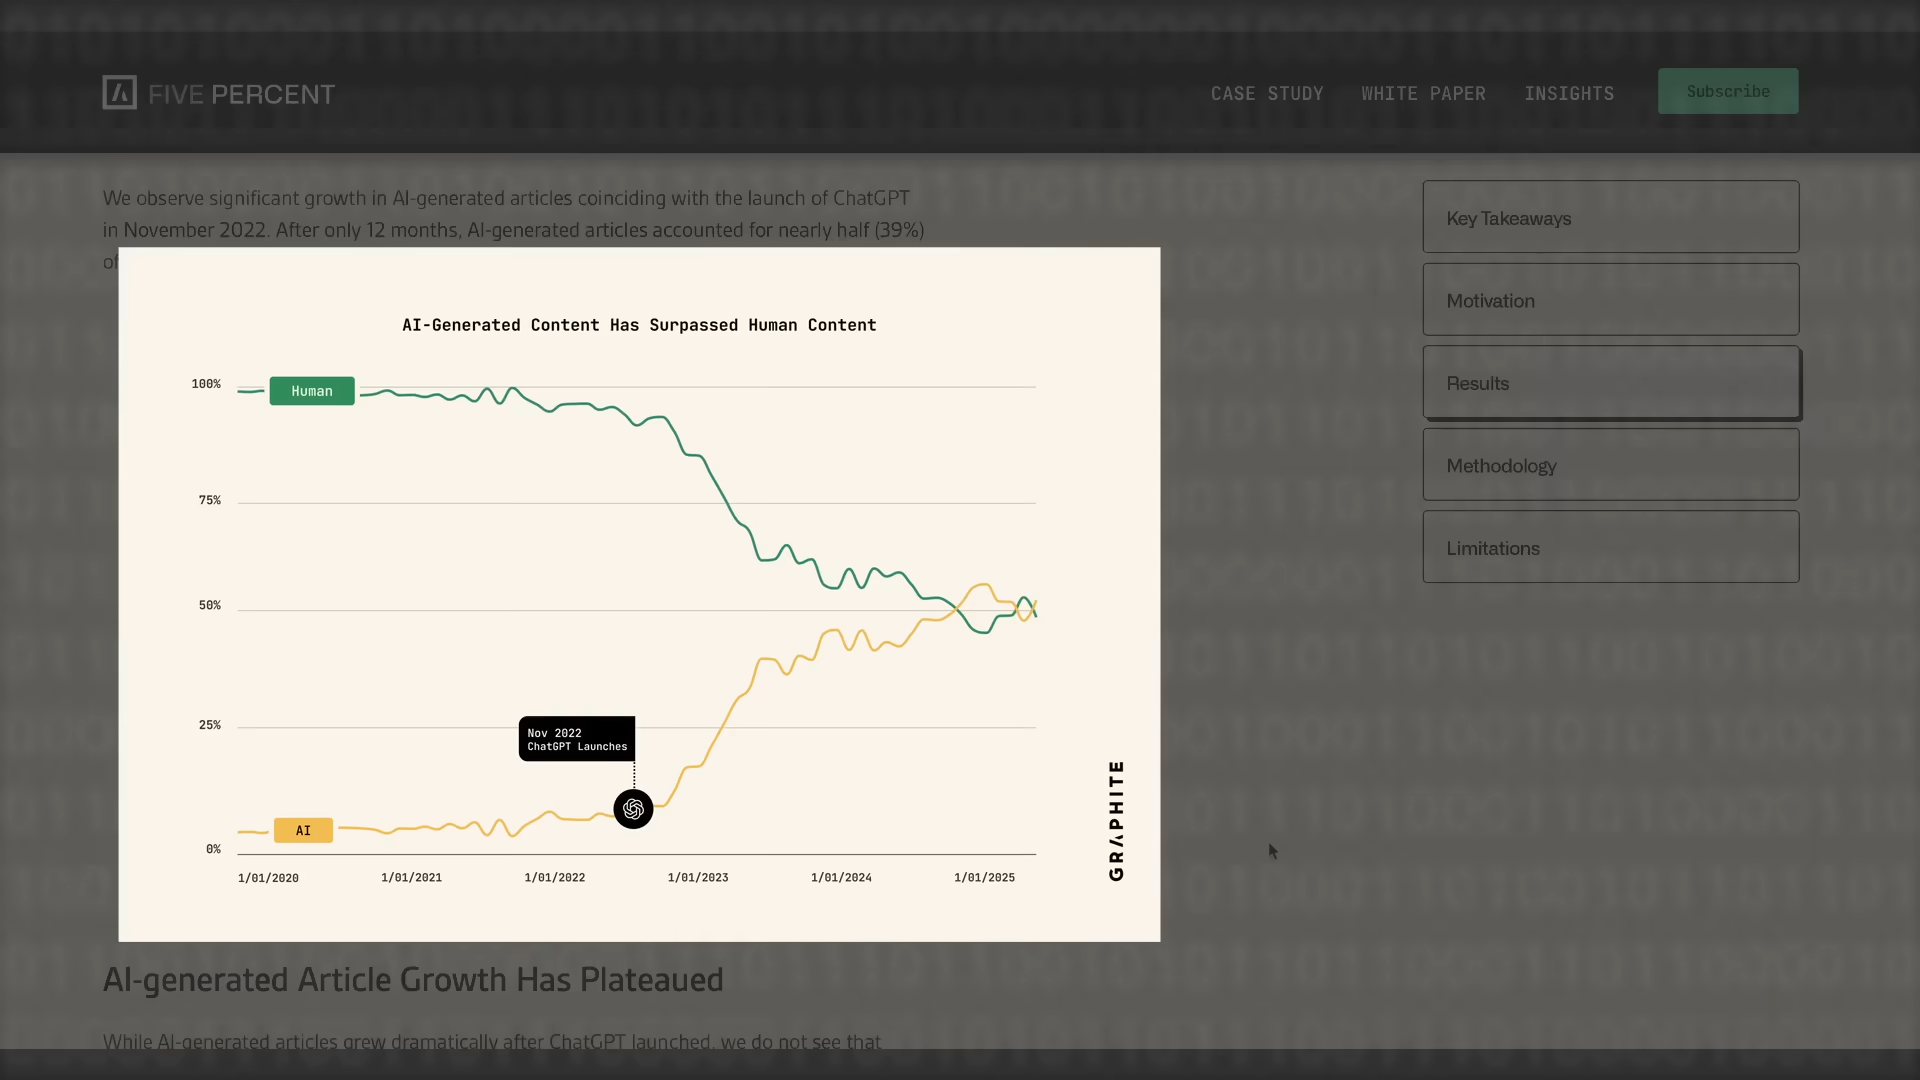 FIVE PERCENT
CASE STUDY
WHITE PAPER
INSIGHTS
Subscribe
We observe significant growth in AI-generated articles coinciding with the launch of ChatGPT
in November 2022. After only 12 months, AI-generated articles accounted for nearly half (39%)
of
Key Takeaways
Motivation
Results
Methodology
Limitations
AI-Generated Content Has Surpassed Human Content
100%
Human
75%
50%
25%
Nov 2022
ChatGPT Launches
AI
0%
1/01/2020
1/01/2021
1/01/2022
1/01/2023
1/01/2024
1/01/2025
GRAPHITE
AI-generated Article Growth Has Plateaued
While AI-generated articles grew dramatically after ChatGPT launched, we do not see that